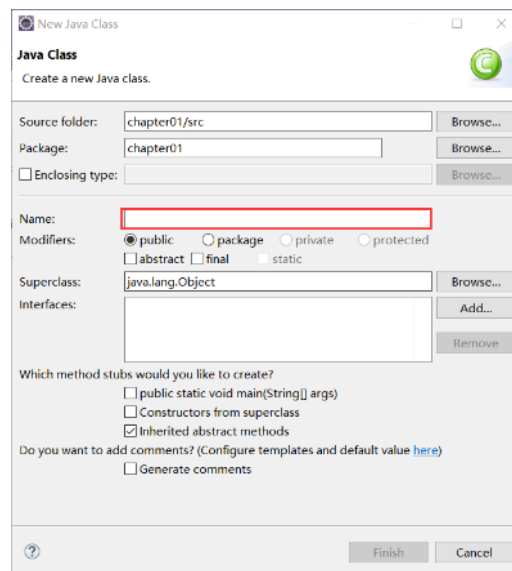 New Java Class
Java Class
Create a new Java class.
Source folder: chapter01/src Browse...
Package: chapter01 Browse...
Enclosing type: Browse...
Name:
Modifiers: public package private protected
abstract final static
Superclass: java.lang.Object Browse...
Interfaces: Add...
Remove
Which method stubs would you like to create?
public static void main(String[] args)
Constructors from superclass
Inherited abstract methods
Do you want to add comments? (Configure templates and default value here)
Generate comments
? Finish Cancel